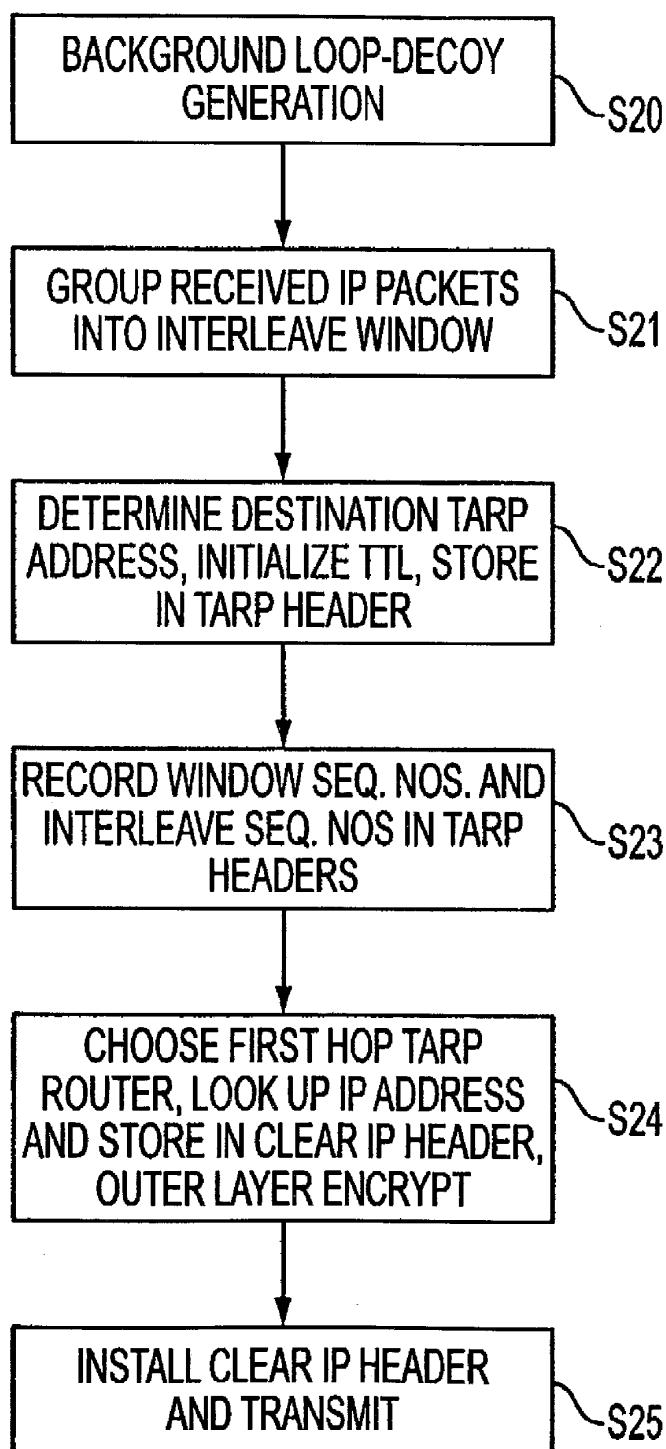 BACKGROUND LOOP-DECOY
GENERATION
S20
GROUP RECEIVED IP PACKETS
INTO INTERLEAVE WINDOW
S21
DETERMINE DESTINATION TARP
ADDRESS, INITIALIZE TTL, STORE
IN TARP HEADER
S22
RECORD WINDOW SEQ. NOS. AND
INTERLEAVE SEQ. NOS IN TARP
HEADERS
S23
CHOOSE FIRST HOP TARP
ROUTER, LOOK UP IP ADDRESS
AND STORE IN CLEAR IP HEADER,
OUTER LAYER ENCRYPT
S24
INSTALL CLEAR IP HEADER
AND TRANSMIT
S25